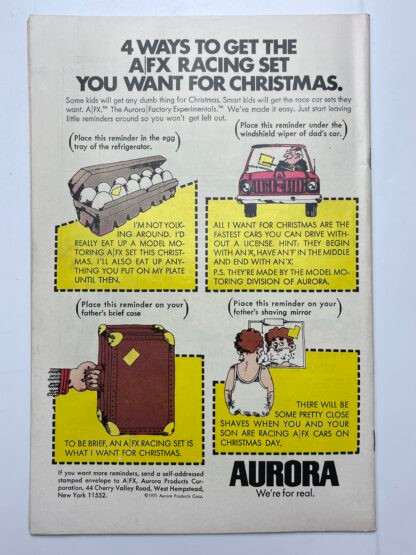 4 WAYS TO GET THE
A/FX RACING SET
YOU WANT FOR CHRISTMAS.
Some kids will get any dumb thing for Christmas. Smart kids will get the race car sets they
want. A/FX.™ The Aurora Factory Experimentals.™ We've made it easy. Just start leaving
little reminders around so you won't get left out.
(Place this reminder in the egg
tray of the refrigerator.)
I'M NOT YOLK-
ING AROUND. I'D
REALLY EAT UP A MODEL MO-
TORING A/FX SET THIS CHRIST-
MAS. I'LL ALSO EAT UP ANY-
THING YOU PUT ON MY PLATE
UNTIL THEN.
(Place this reminder under the
windshield wiper of dad's car.)
ALL I WANT FOR CHRISTMAS ARE THE
FASTEST CARS YOU CAN DRIVE WITH-
OUT A LICENSE. HINT: THEY BEGIN
WITH AN 'A', HAVE AN 'F' IN THE MIDDLE
AND END WITH AN 'X'.
P.S. THEY'RE MADE BY THE MODEL MO-
TORING DIVISION OF AURORA.
(Place this reminder on your
father's brief case)
TO BE BRIEF, AN A/FX RACING SET IS
WHAT I WANT FOR CHRISTMAS.
(Place this reminder on your
father's shaving mirror)
THERE WILL BE
SOME PRETTY CLOSE
SHAVES WHEN YOU AND YOUR
SON ARE RACING A/FX CARS ON
CHRISTMAS DAY.
If you want more reminders, send a self-addressed
stamped envelope to A/FX, Aurora Products Cor-
poration, 44 Cherry Valley Road, West Hempstead,
New York 11552.
©1971 Aurora Products Corp.
AURORA
We're for real.